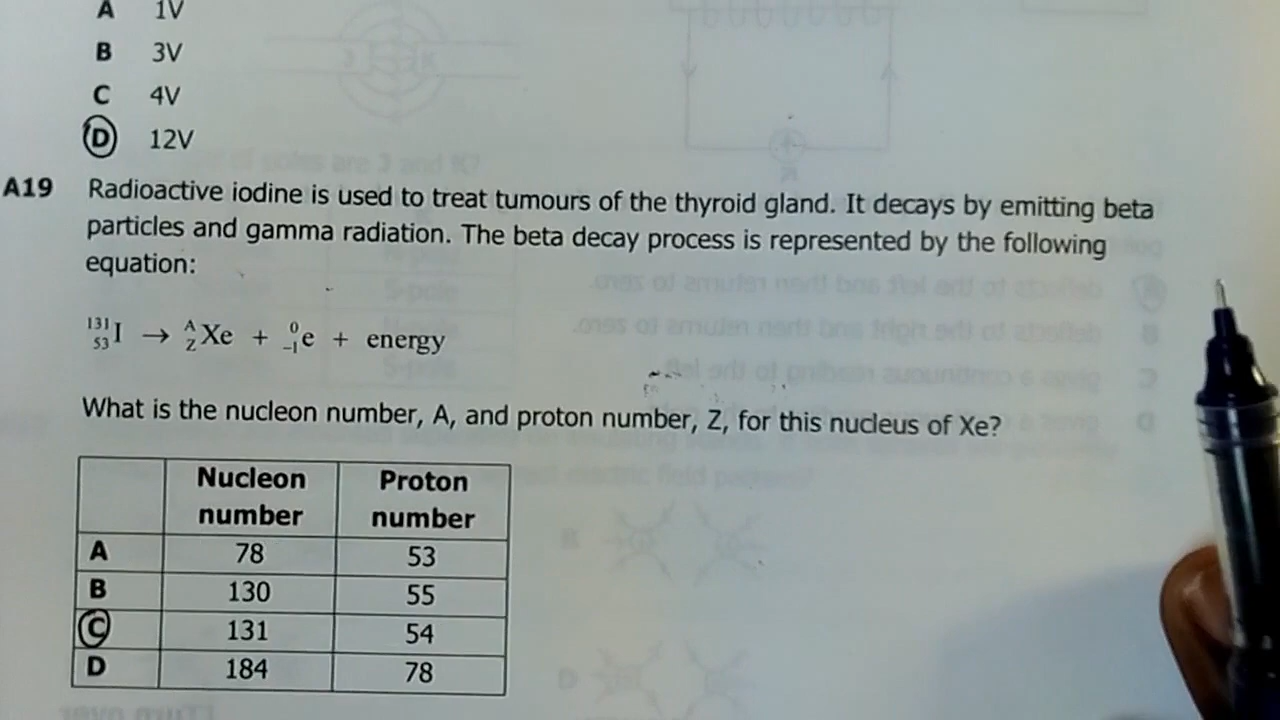 A 1V
B 3V
C 4V
D 12V
A19 Radioactive iodine is used to treat tumours of the thyroid gland. It decays by emitting beta
particles and gamma radiation. The beta decay process is represented by the following
equation:
¹³¹₅₃I → ᴬ_ZXe + ⁰₋₁e + energy
What is the nucleon number, A, and proton number, Z, for this nucleus of Xe?
Nucleon number Proton number
A 78 53
B 130 55
C 131 54
D 184 78